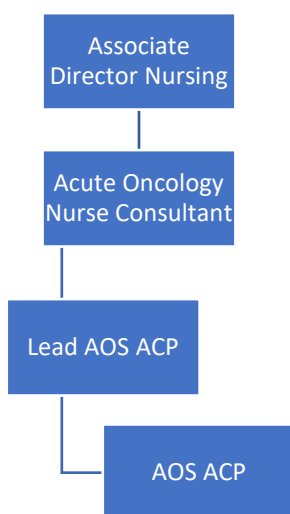 Associate
Director Nursing
Acute Oncology
Nurse Consultant
Lead AOS ACP
AOS ACP